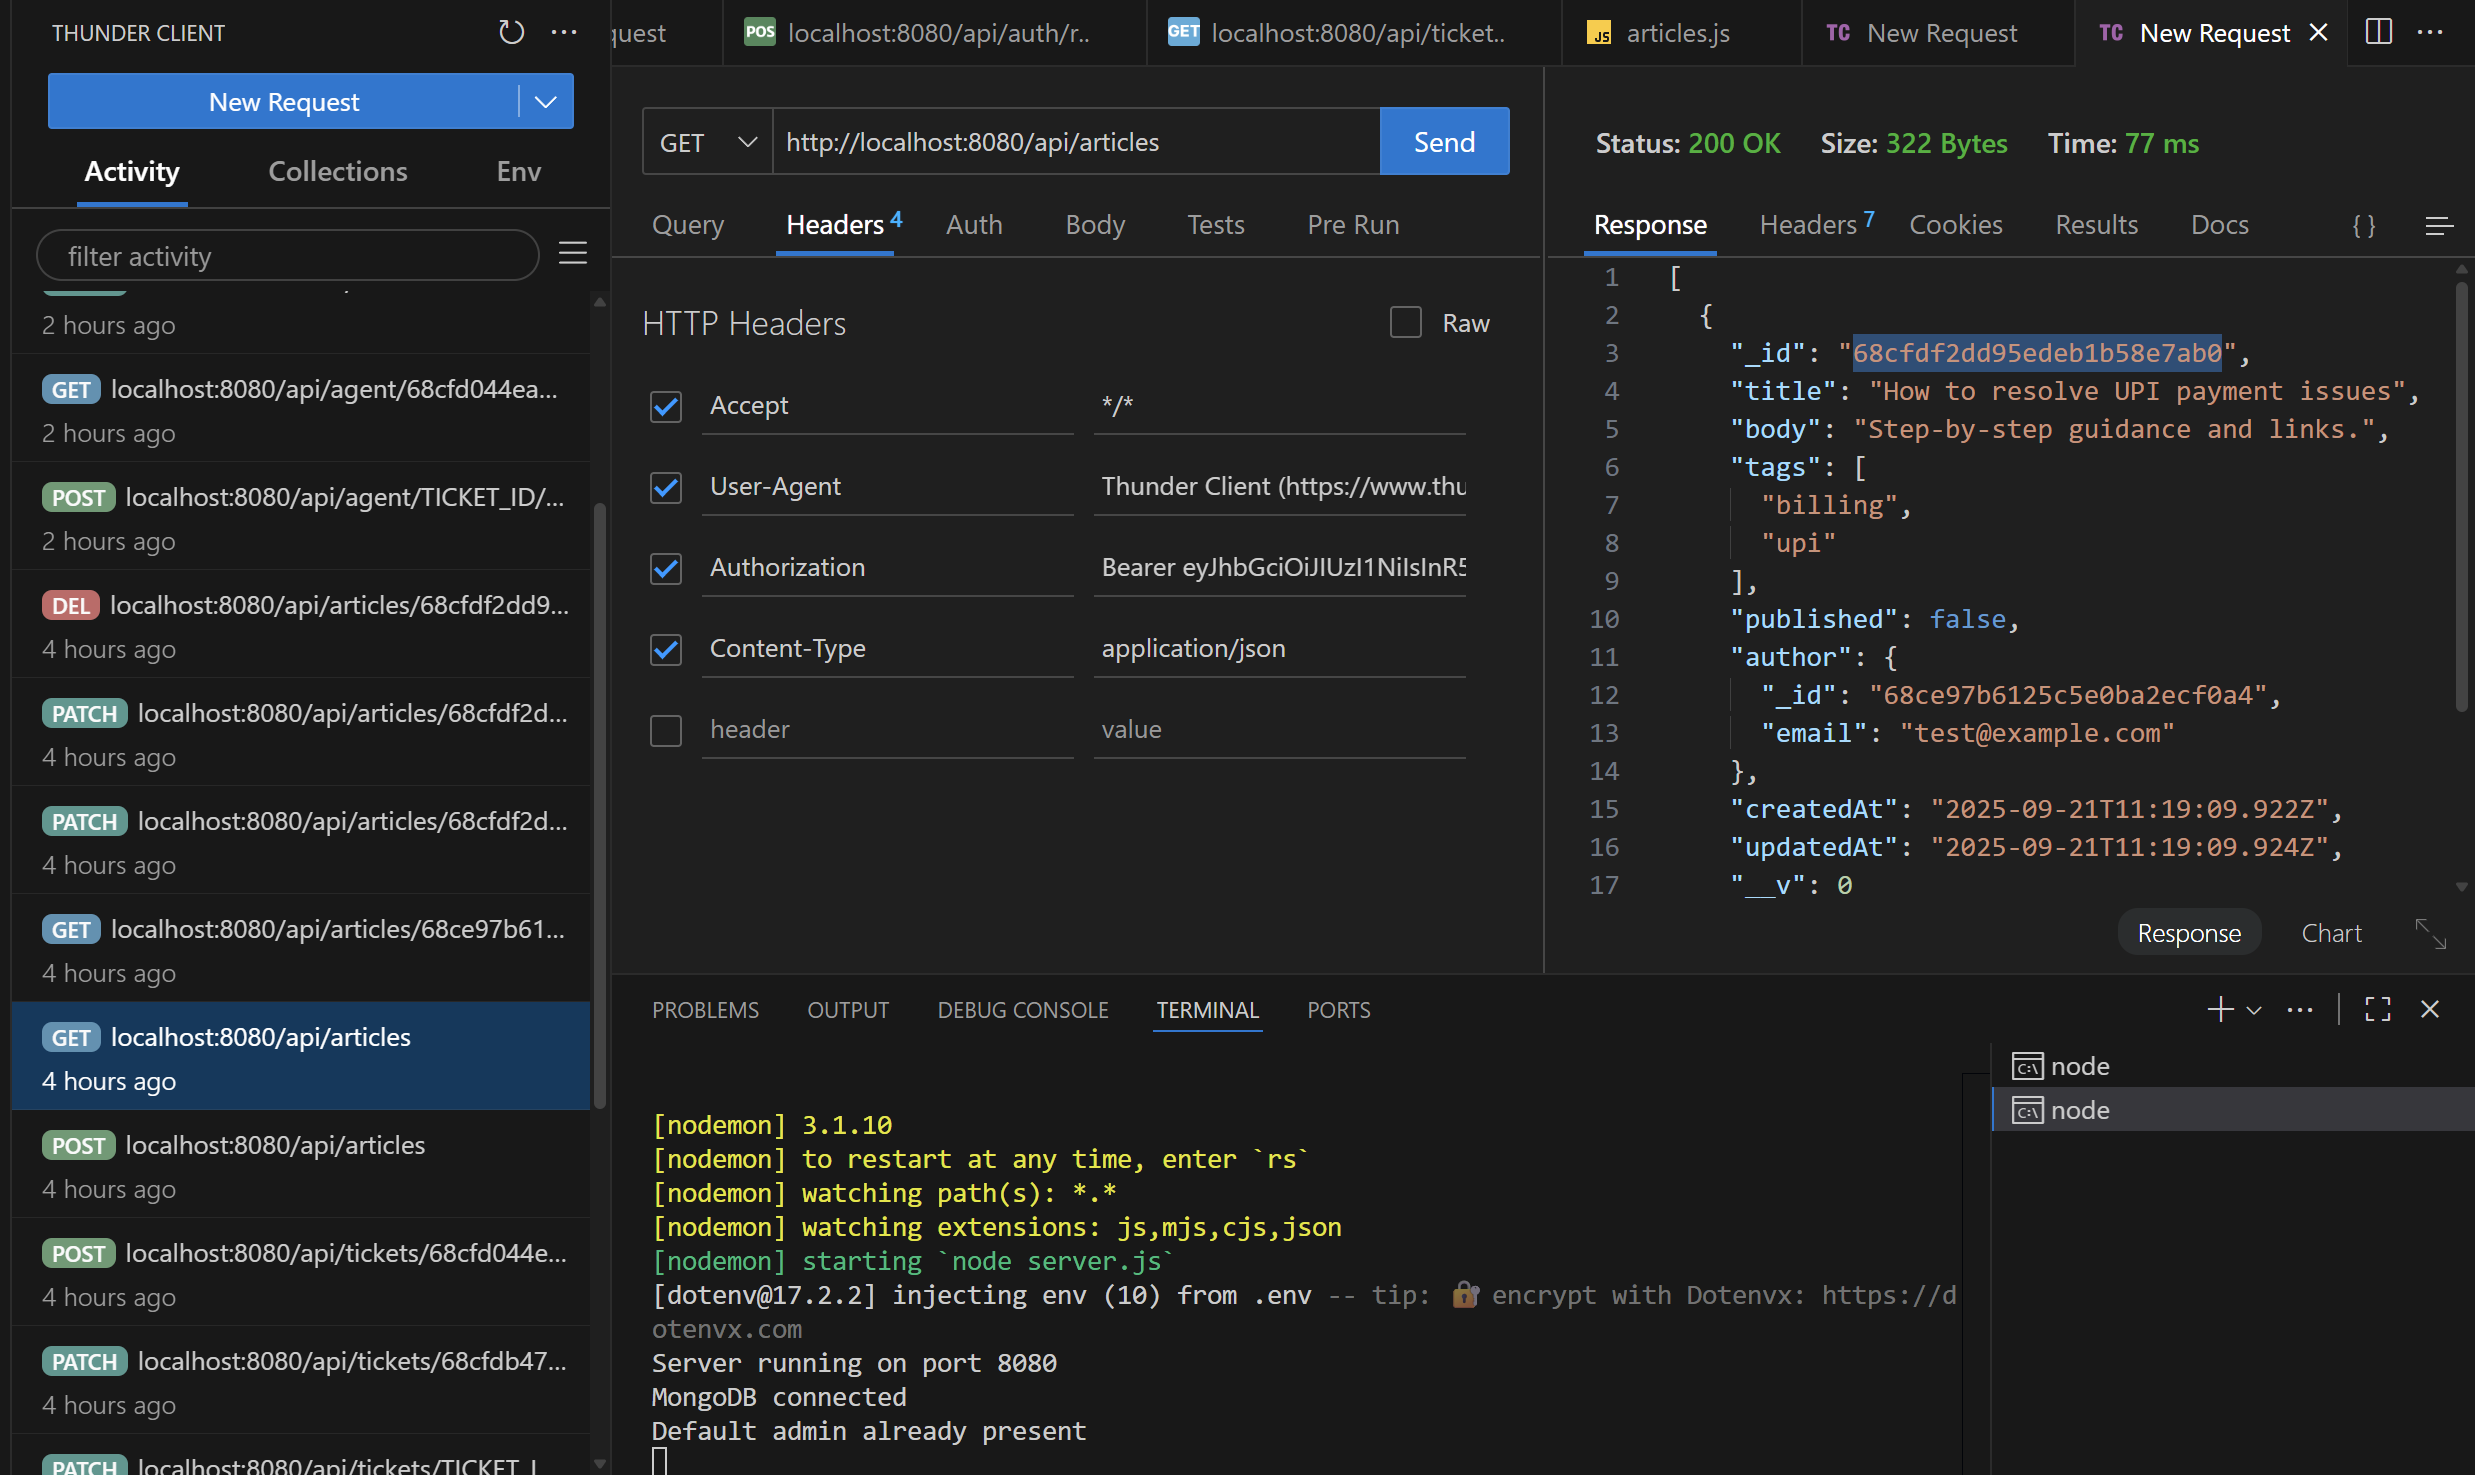 THUNDER CLIENT
New Request
Activity
Collections
Env
filter activity
2 hours ago
GET localhost:8080/api/agent/68cfd044ea...
2 hours ago
POST localhost:8080/api/agent/TICKET_ID/...
2 hours ago
DEL localhost:8080/api/articles/68cfdf2dd9...
4 hours ago
PATCH localhost:8080/api/articles/68cfdf2d...
4 hours ago
PATCH localhost:8080/api/articles/68cfdf2d...
4 hours ago
GET localhost:8080/api/articles/68ce97b61...
4 hours ago
GET localhost:8080/api/articles
4 hours ago
POST localhost:8080/api/articles
4 hours ago
POST localhost:8080/api/tickets/68cfd044e...
4 hours ago
PATCH localhost:8080/api/tickets/68cfdb47...
4 hours ago
PATCH localhost:8080/api/tickets/TICKET_I
quest
POS localhost:8080/api/auth/r..
GET localhost:8080/api/ticket..
JS articles.js
TC New Request
TC New Request
GET
http://localhost:8080/api/articles
Send
Query
Headers 4
Auth
Body
Tests
Pre Run
HTTP Headers
Raw
Accept */*
User-Agent Thunder Client (https://www.thu
Authorization Bearer eyJhbGciOiJIUzI1NiIsInR5
Content-Type application/json
header value
Status: 200 OK Size: 322 Bytes Time: 77 ms
Response
Headers 7
Cookies
Results
Docs
{ }
1 [
2 {
3 "_id": "68cfdf2dd95edeb1b58e7ab0",
4 "title": "How to resolve UPI payment issues",
5 "body": "Step-by-step guidance and links.",
6 "tags": [
7 "billing",
8 "upi"
9 ],
10 "published": false,
11 "author": {
12 "_id": "68ce97b6125c5e0ba2ecf0a4",
13 "email": "test@example.com"
14 },
15 "createdAt": "2025-09-21T11:19:09.922Z",
16 "updatedAt": "2025-09-21T11:19:09.924Z",
17 "__v": 0
Response
Chart
PROBLEMS
OUTPUT
DEBUG CONSOLE
TERMINAL
PORTS
[nodemon] 3.1.10
[nodemon] to restart at any time, enter `rs`
[nodemon] watching path(s): *.*
[nodemon] watching extensions: js,mjs,cjs,json
[nodemon] starting `node server.js`
[dotenv@17.2.2] injecting env (10) from .env -- tip: 🔐 encrypt with Dotenvx: https://d
otenvx.com
Server running on port 8080
MongoDB connected
Default admin already present
node
node